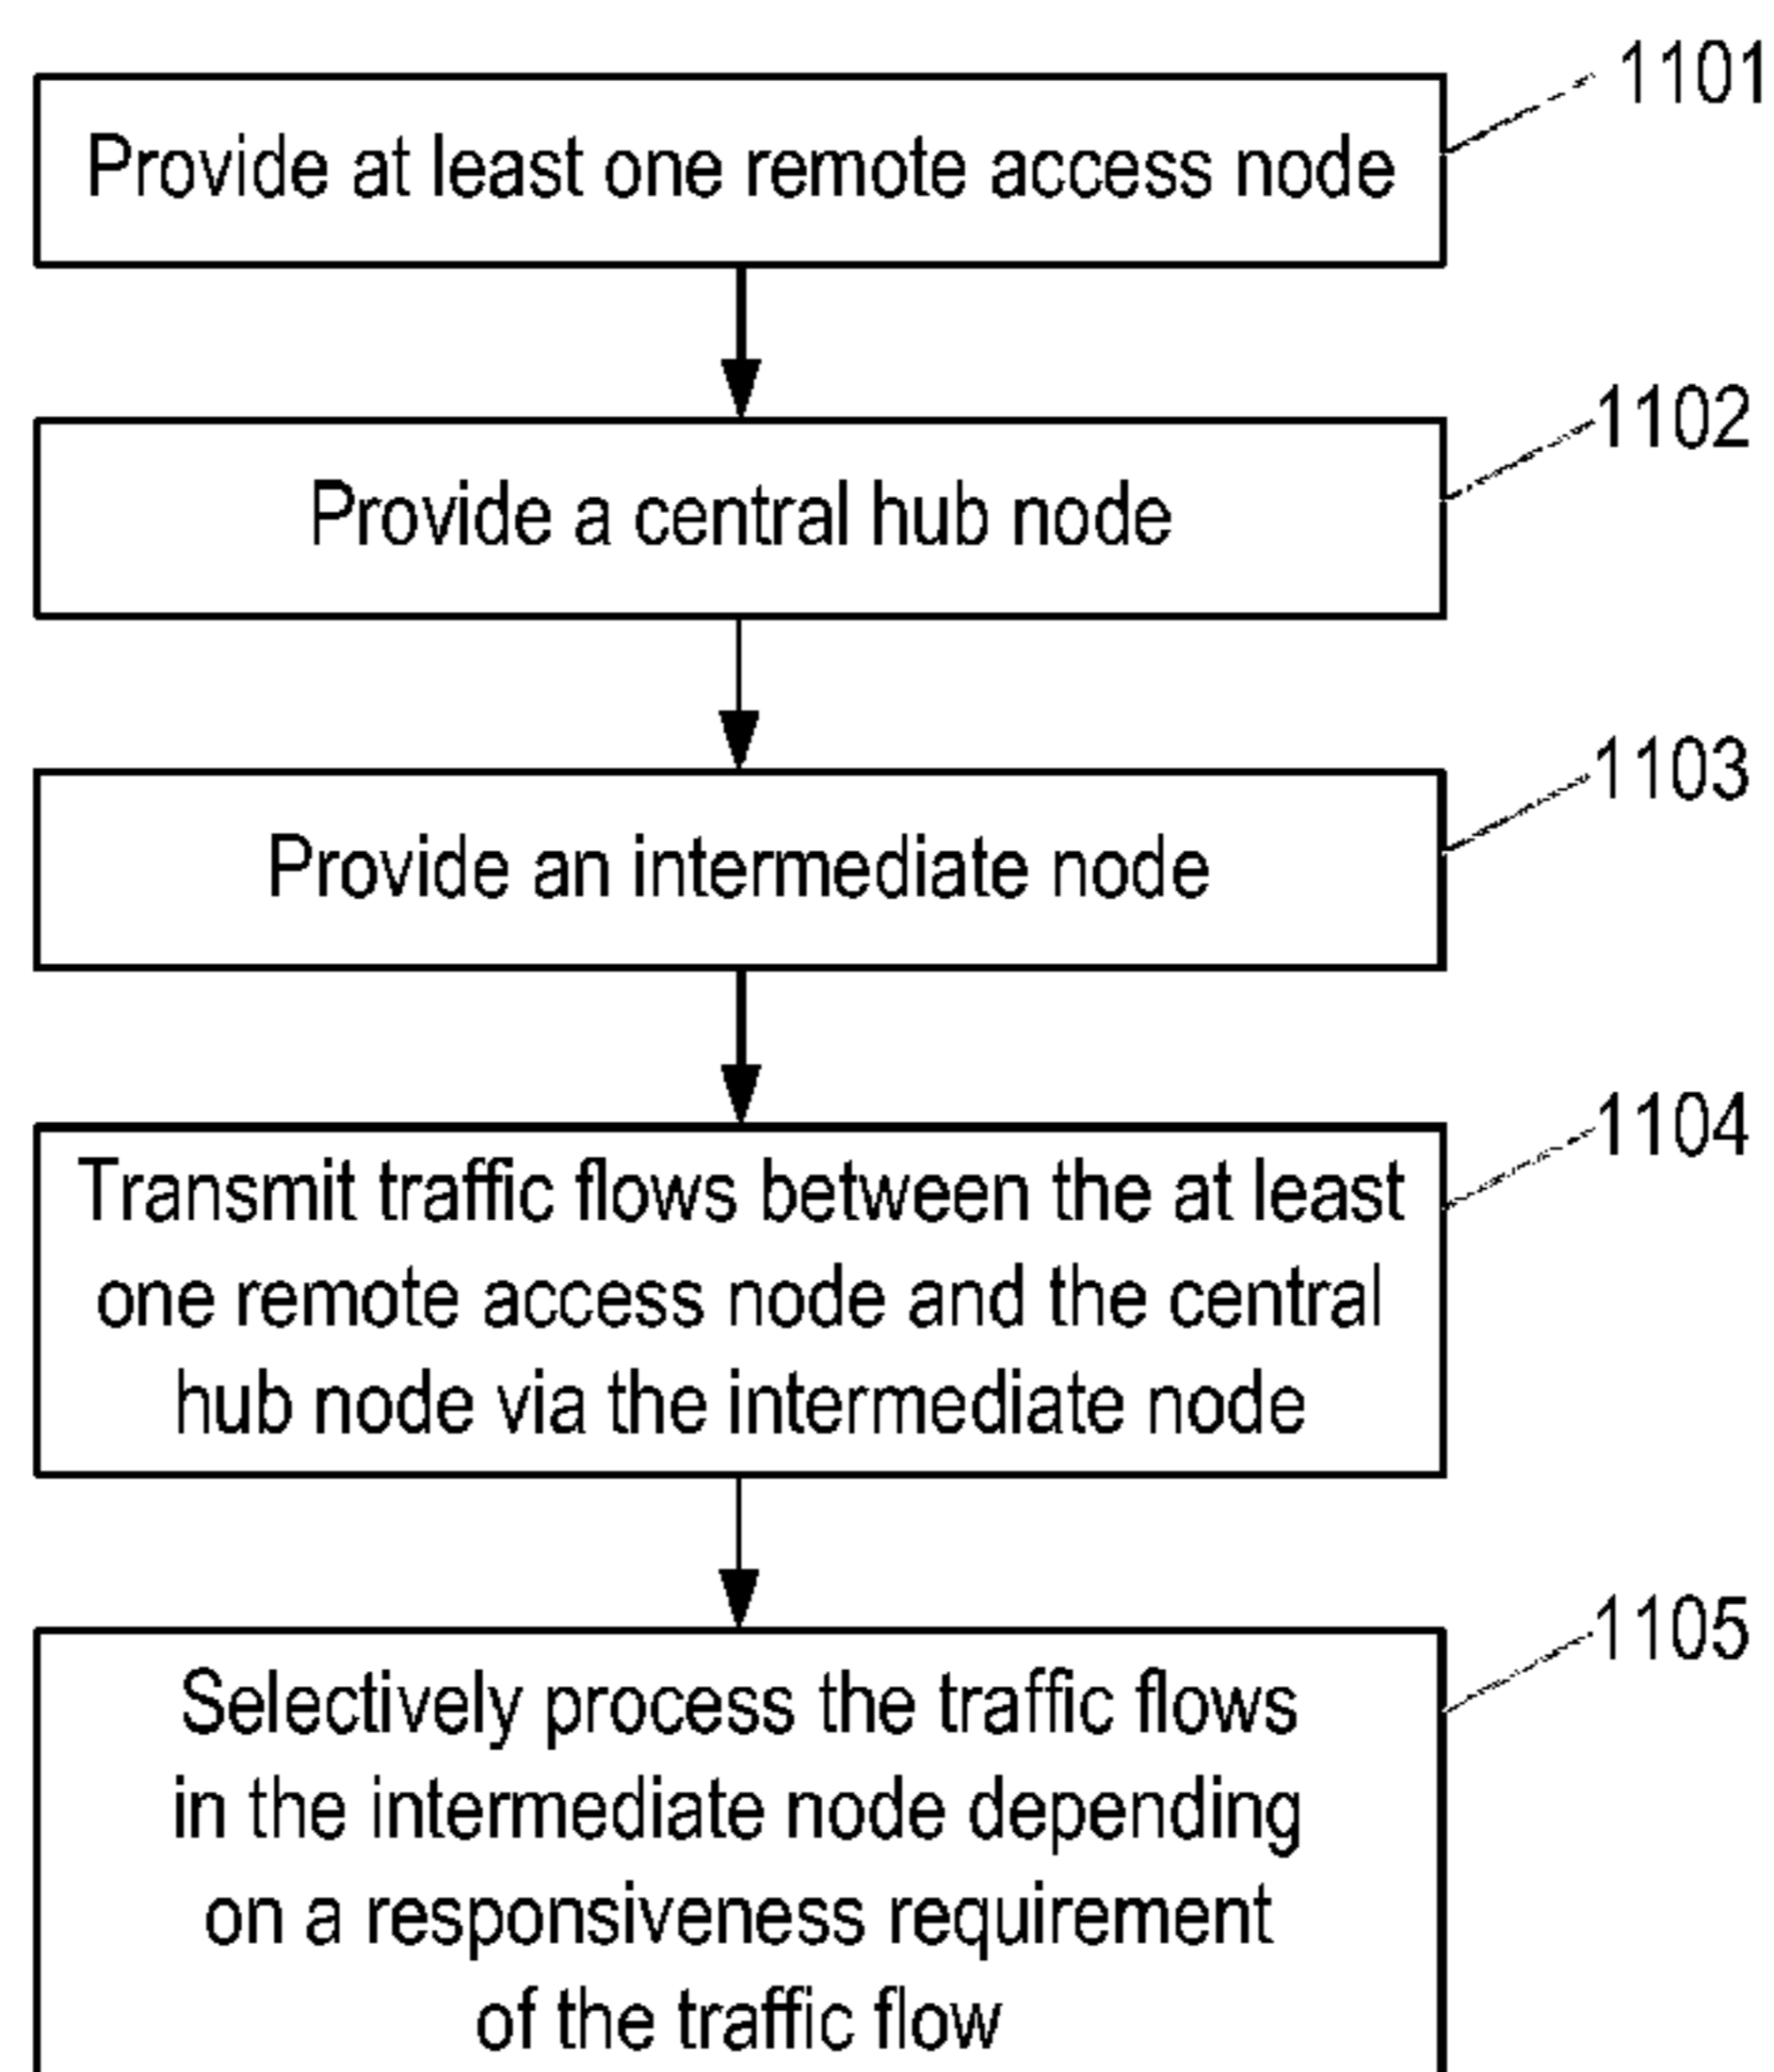 1101
Provide at least one remote access node
1102
Provide a central hub node
1103
Provide an intermediate node
1104
Transmit traffic flows between the at least
one remote access node and the central
hub node via the intermediate node
1105
Selectively process the traffic flows
in the intermediate node depending
on a responsiveness requirement
of the traffic flow